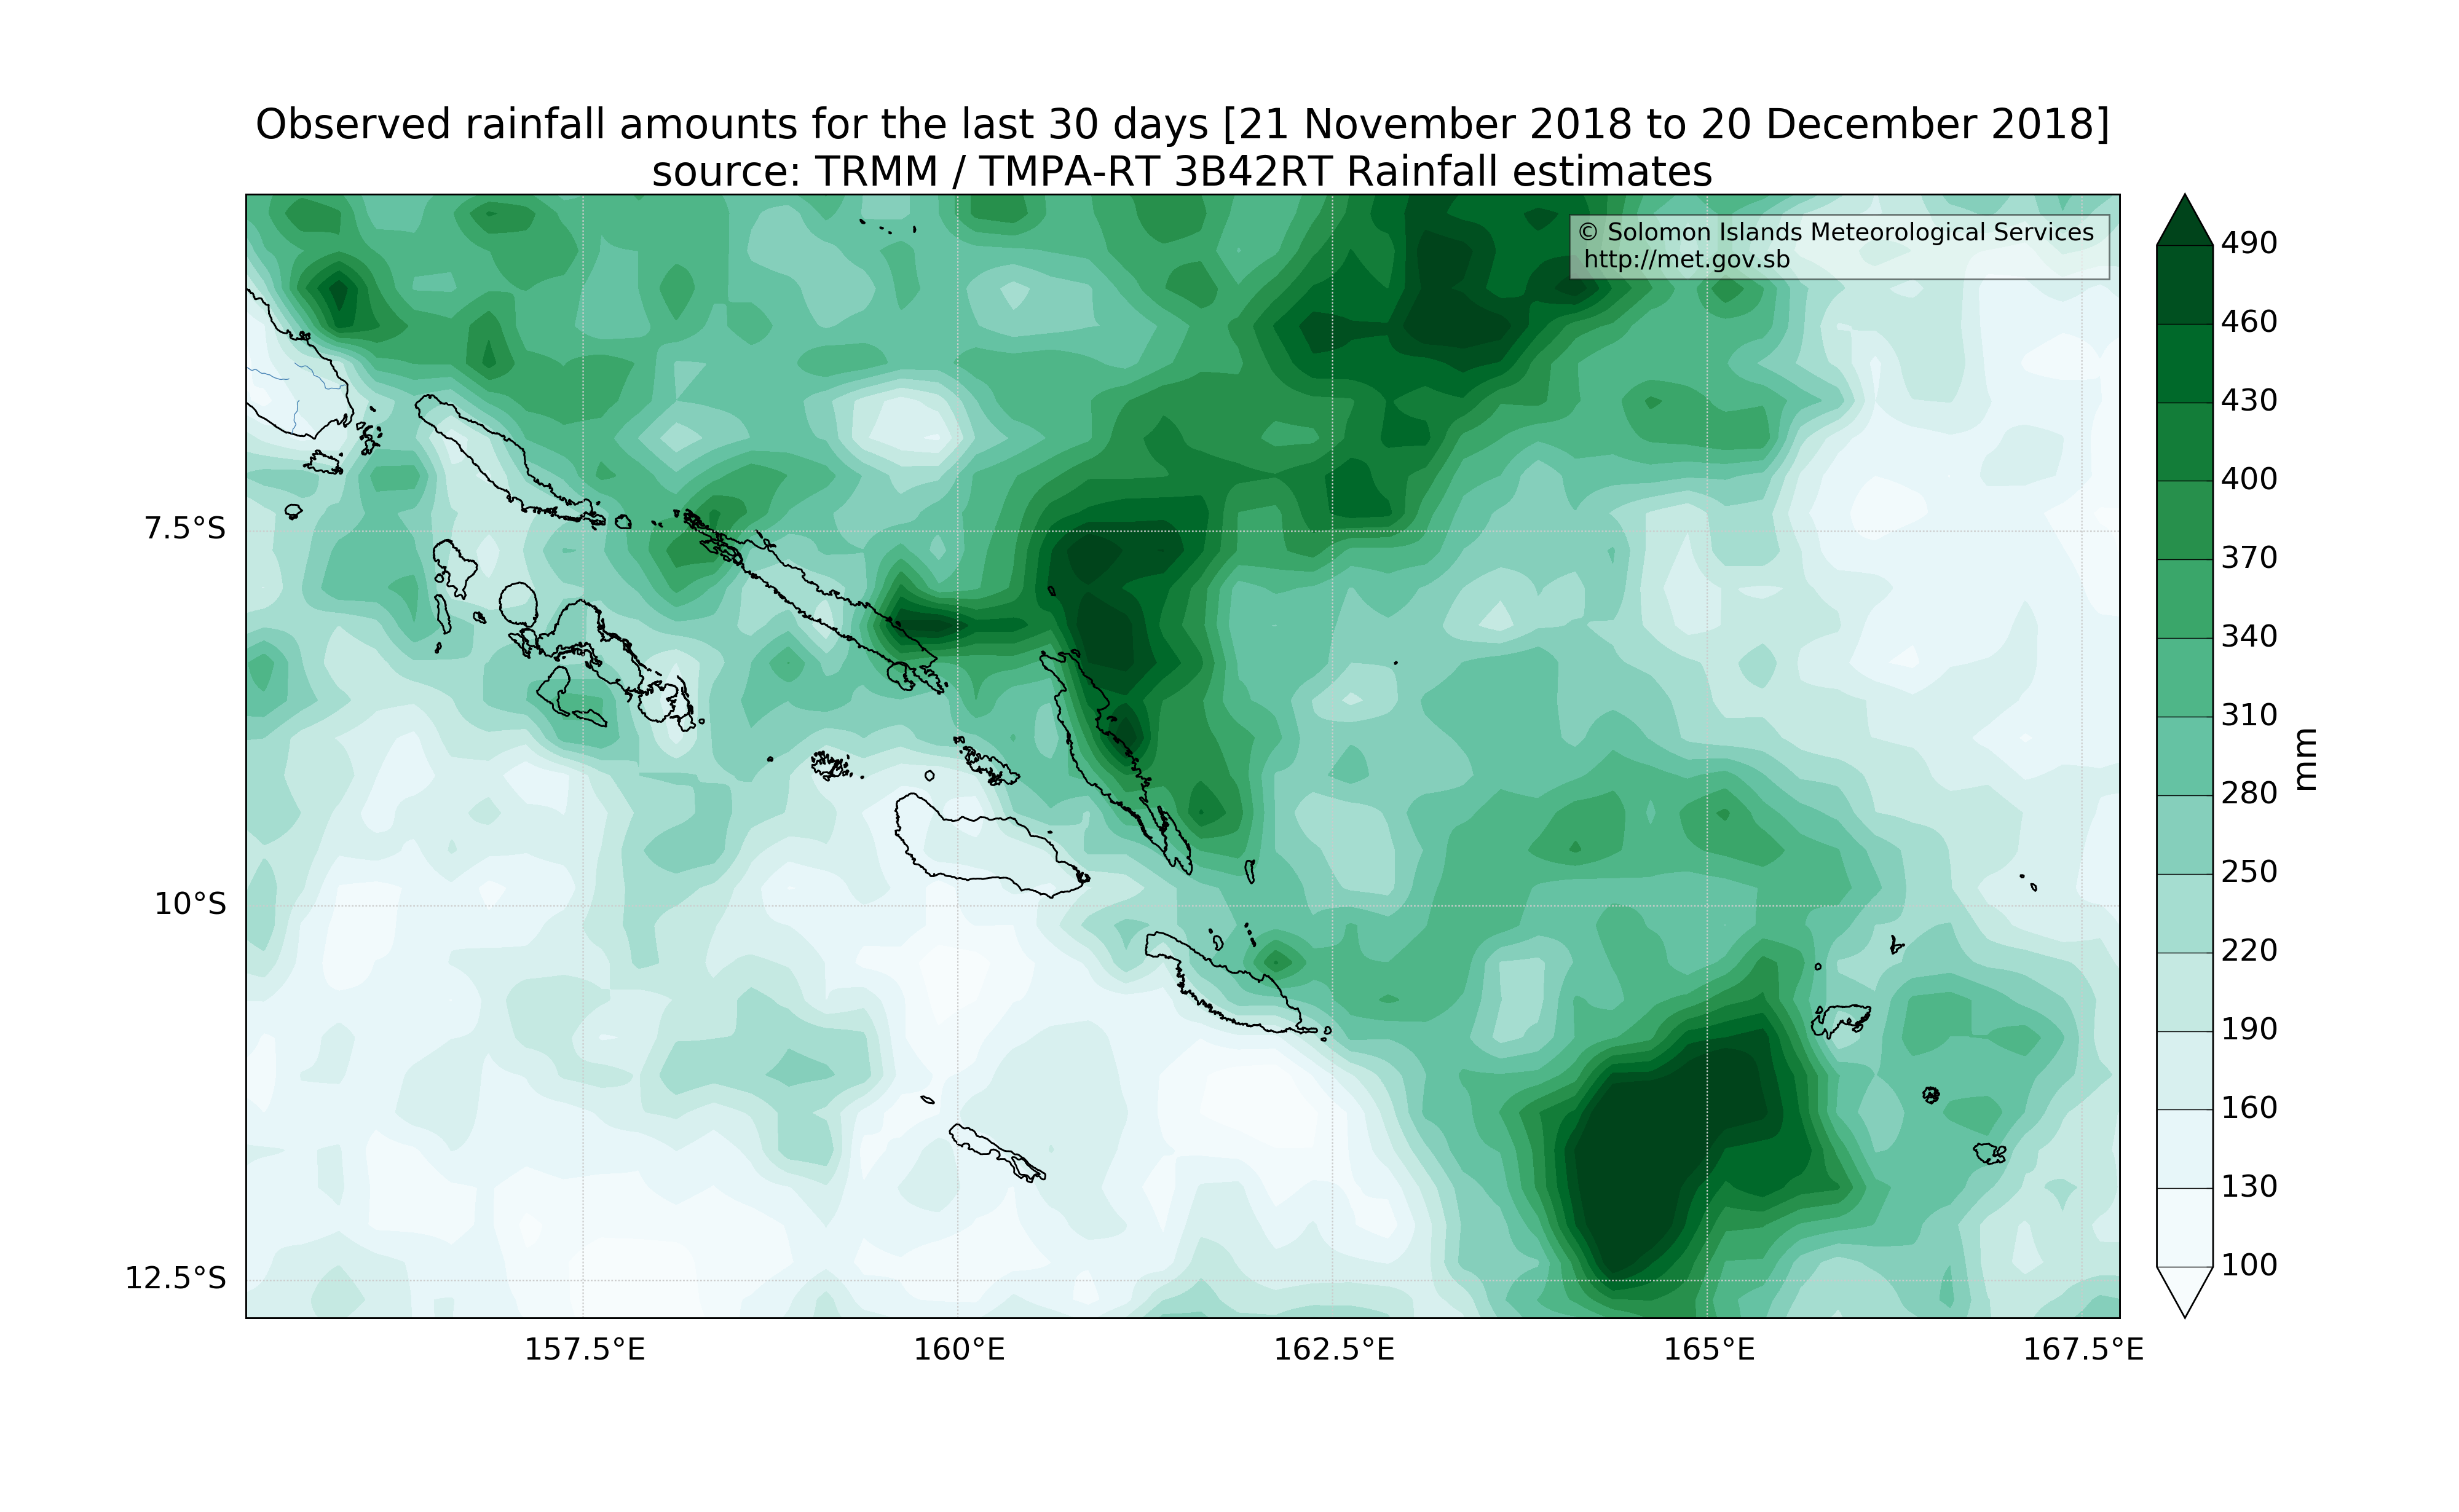 Observed rainfall amounts for the last 30 days [21 November 2018 to 20 December 2018]
source: TRMM / TMPA-RT 3B42RT Rainfall estimates
© Solomon Islands Meteorological Services
http://met.gov.sb
7.5°S
10°S
12.5°S
157.5°E
160°E
162.5°E
165°E
167.5°E
490
460
430
400
370
340
310
280
250
220
190
160
130
100
mm